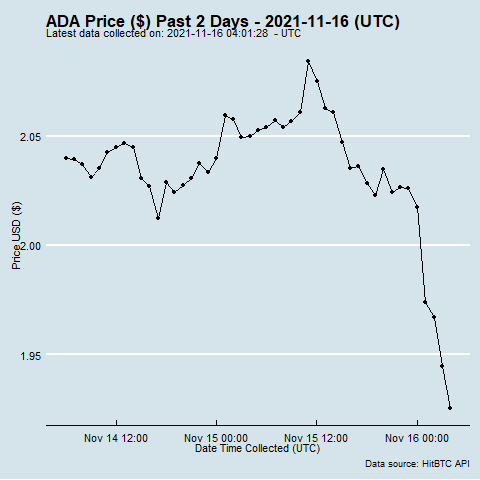 ADA Price ($) Past 2 Days - 2021-11-16 (UTC)
Latest data collected on: 2021-11-16 04:01:28 - UTC
2.05
2.00
1.95
Price USD ($)
Nov 14 12:00 Nov 15 00:00 Nov 15 12:00 Nov 16 00:00
Date Time Collected (UTC)
Data source: HitBTC API